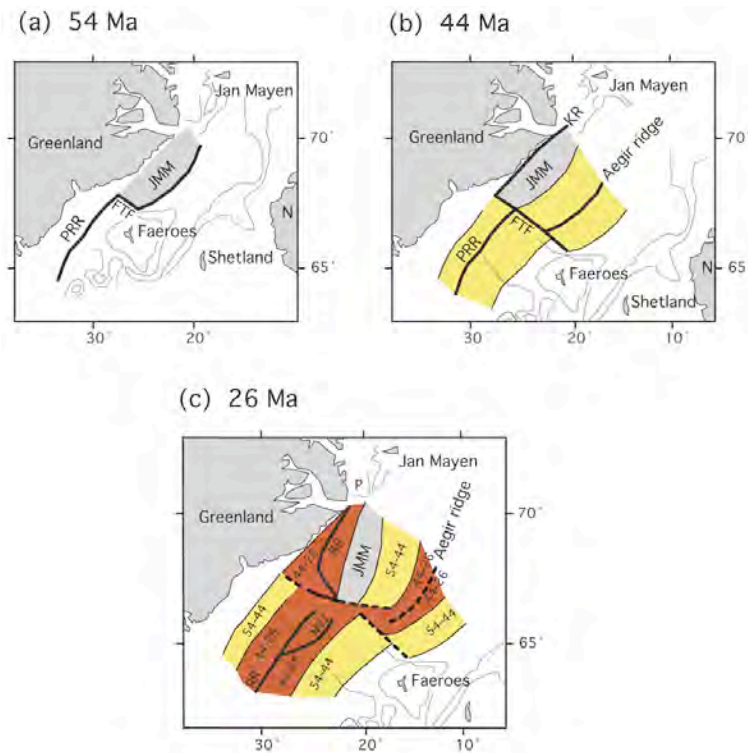 (a) 54 Ma
Jan Mayen
Greenland
70°
JMM
FTF
PRR
Faeroes
N
Shetland
65°
30°
20°
(b) 44 Ma
Jan Mayen
KR
Greenland
70°
Aegir ridge
JMM
FTF
PRR
Faeroes
65°
N
Shetland
30°
20°
10°
(c) 26 Ma
P
Jan Mayen
Greenland
70°
Aegir ridge
JMM
54-44
44-26
54-44
54-44
54-44
65°
Faeroes
30°
20°
10°